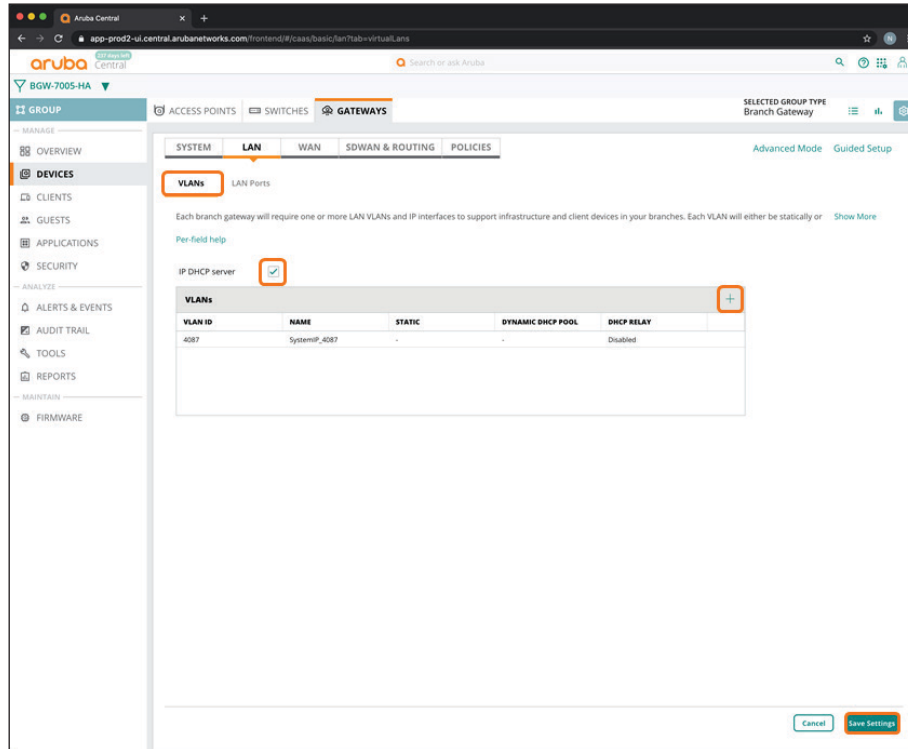 Aruba Central
app-prod2-ui.central.arubanetworks.com/frontend/#/caas/basic/lan?tab=virtualLans
aruba Central
Search or ask Aruba
BGW-7005-HA
GROUP
ACCESS POINTS SWITCHES GATEWAYS
SELECTED GROUP TYPE
Branch Gateway
MANAGE
OVERVIEW
DEVICES
CLIENTS
GUESTS
APPLICATIONS
SECURITY
ANALYZE
ALERTS & EVENTS
AUDIT TRAIL
TOOLS
REPORTS
MAINTAIN
FIRMWARE
SYSTEM LAN WAN SDWAN & ROUTING POLICIES
Advanced Mode Guided Setup
VLANs LAN Ports
Each branch gateway will require one or more LAN VLANs and IP interfaces to support infrastructure and client devices in your branches. Each VLAN will either be statically or Show More
Per-field help
IP DHCP server
VLANs +
VLAN ID NAME STATIC DYNAMIC DHCP POOL DHCP RELAY
4087 SystemIP_4087 - - Disabled
Cancel Save Settings